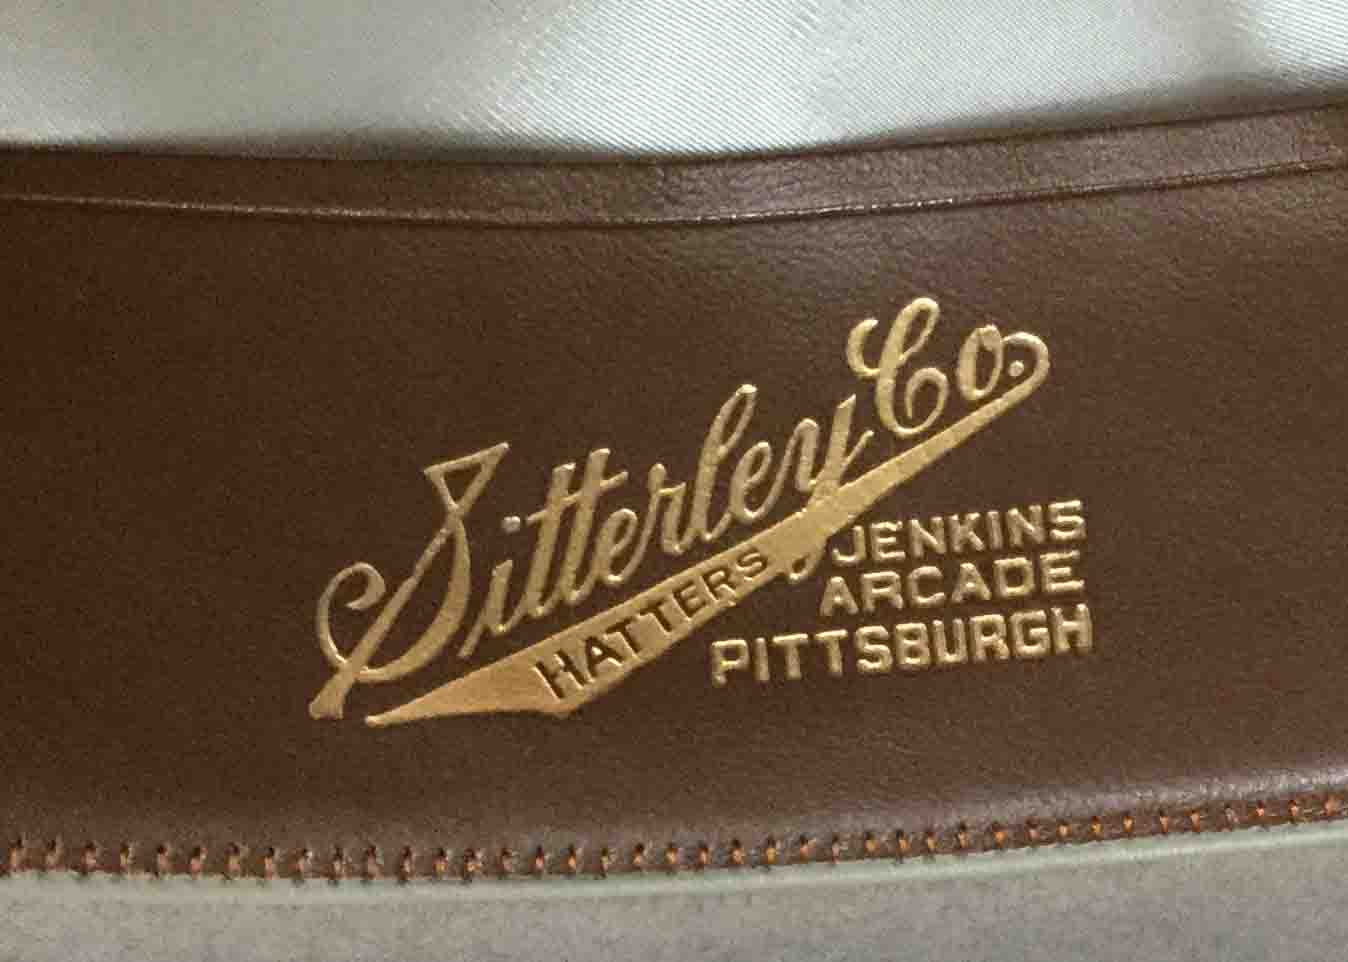 Sitterley Co.
HATTERS
JENKINS
ARCADE
PITTSBURGH